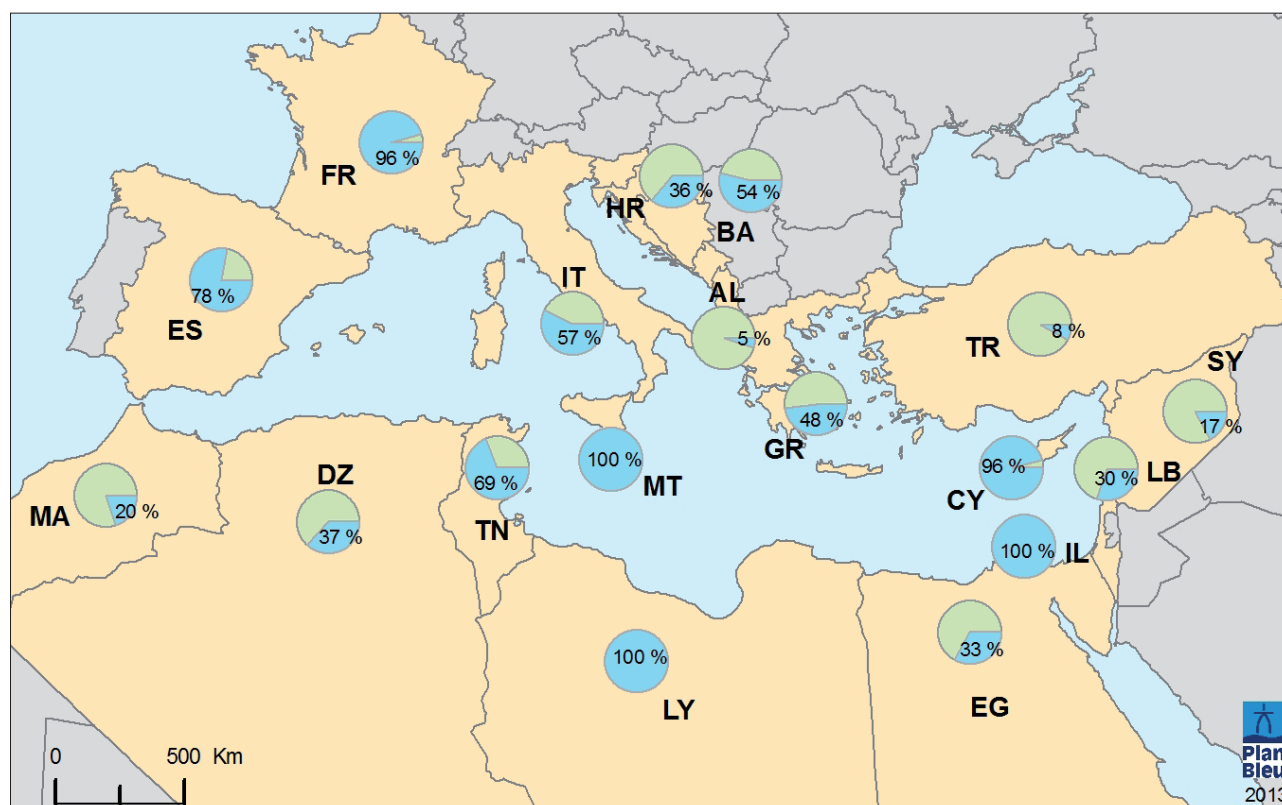 96 %
FR
36 %
HR
54 %
BA
78 %
ES
IT
57 %
AL
5 %
TR
8 %
SY
17 %
48 %
GR
MA
20 %
DZ
37 %
69 %
TN
100 %
MT
96 %
CY
30 %
LB
100 %
IL
100 %
LY
33 %
EG
0 500 Km
Plan
Bleu
2013